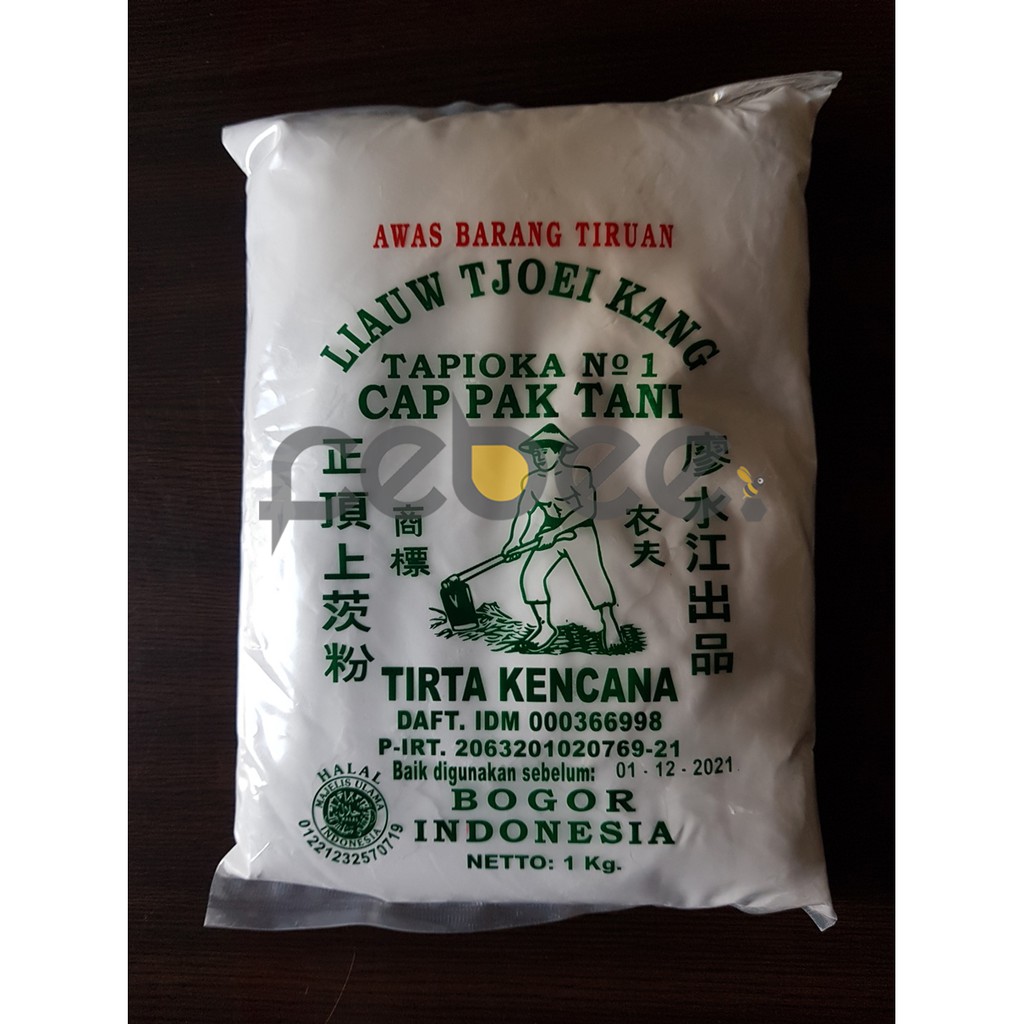 AWAS BARANG TIRUAN
LIAUW TJOEI KANG
TAPIOKA Nº 1
CAP PAK TANI
febee.
正頂上茨粉
商標
农夫
廖水江出品
TIRTA KENCANA
DAFT. IDM 000366998
P-IRT. 2063201020769-21
Baik digunakan sebelum: 01 - 12 - 2021
BOGOR
INDONESIA
NETTO: 1 Kg.
HALAL
MAJELIS ULAMA
INDONESIA
01221232570719